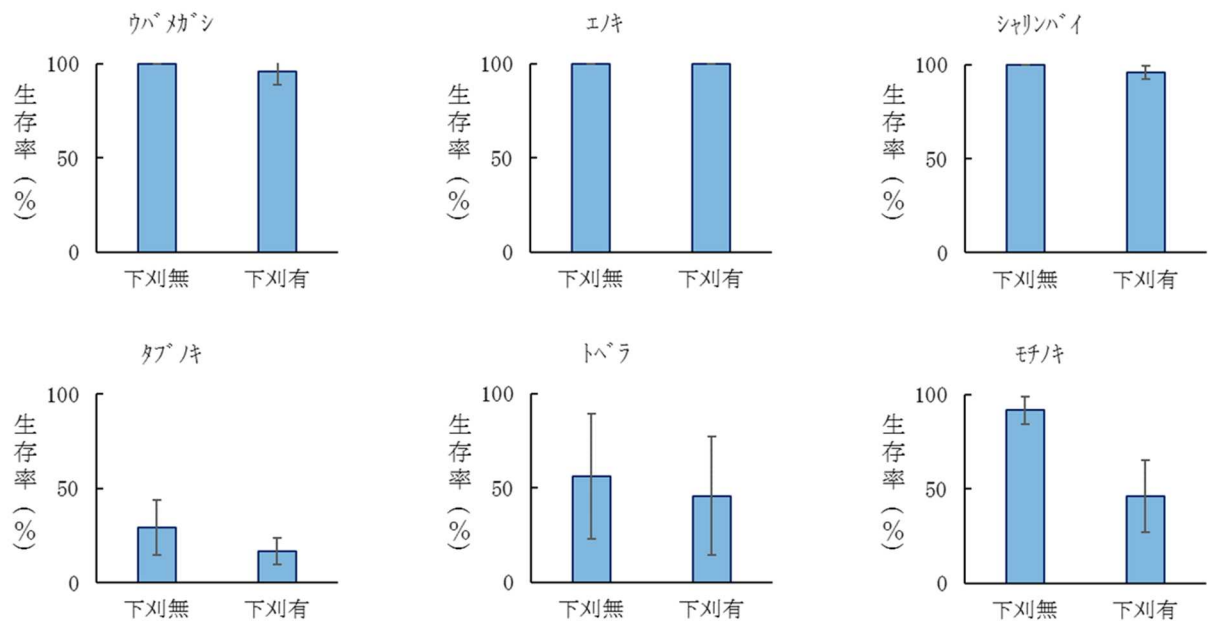 ｳﾊﾞﾒｶﾞｼ
生存率(%)
100
50
0
下刈無 下刈有
ｴﾉｷ
生存率(%)
100
50
0
下刈無 下刈有
ｼｬﾘﾝﾊﾞｲ
生存率(%)
100
50
0
下刈無 下刈有
ﾀﾌﾞﾉｷ
生存率(%)
100
50
0
下刈無 下刈有
ﾄﾍﾞﾗ
生存率(%)
100
50
0
下刈無 下刈有
ﾓﾁﾉｷ
生存率(%)
100
50
0
下刈無 下刈有